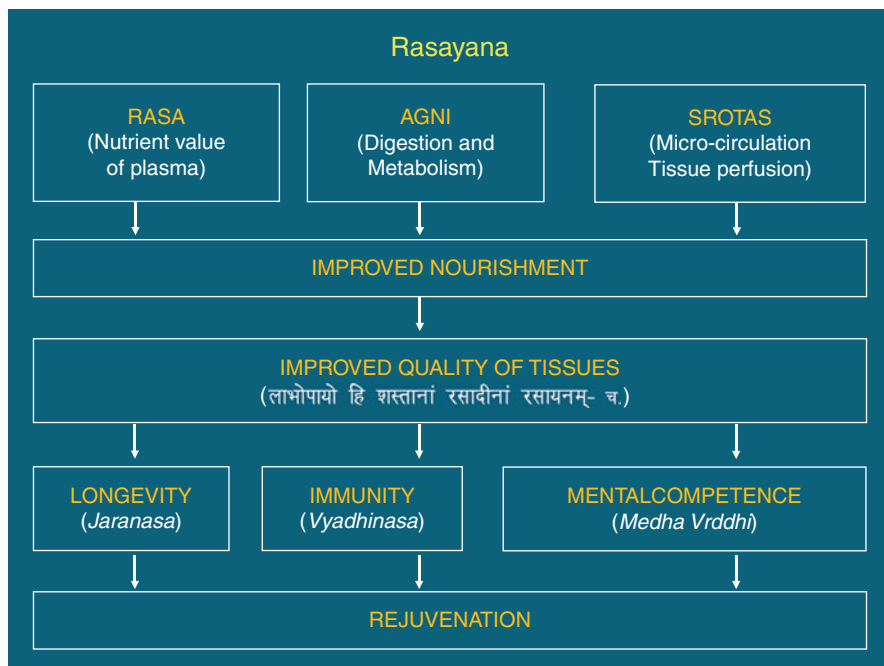 Rasayana
RASA
(Nutrient value
of plasma)
AGNI
(Digestion and
Metabolism)
SROTAS
(Micro-circulation
Tissue perfusion)
IMPROVED NOURISHMENT
IMPROVED QUALITY OF TISSUES
(लाभोपायो हि शस्तानां रसादीनां रसायनम्- च.)
LONGEVITY
(Jaranasa)
IMMUNITY
(Vyadhinasa)
MENTALCOMPETENCE
(Medha Vrddhi)
REJUVENATION